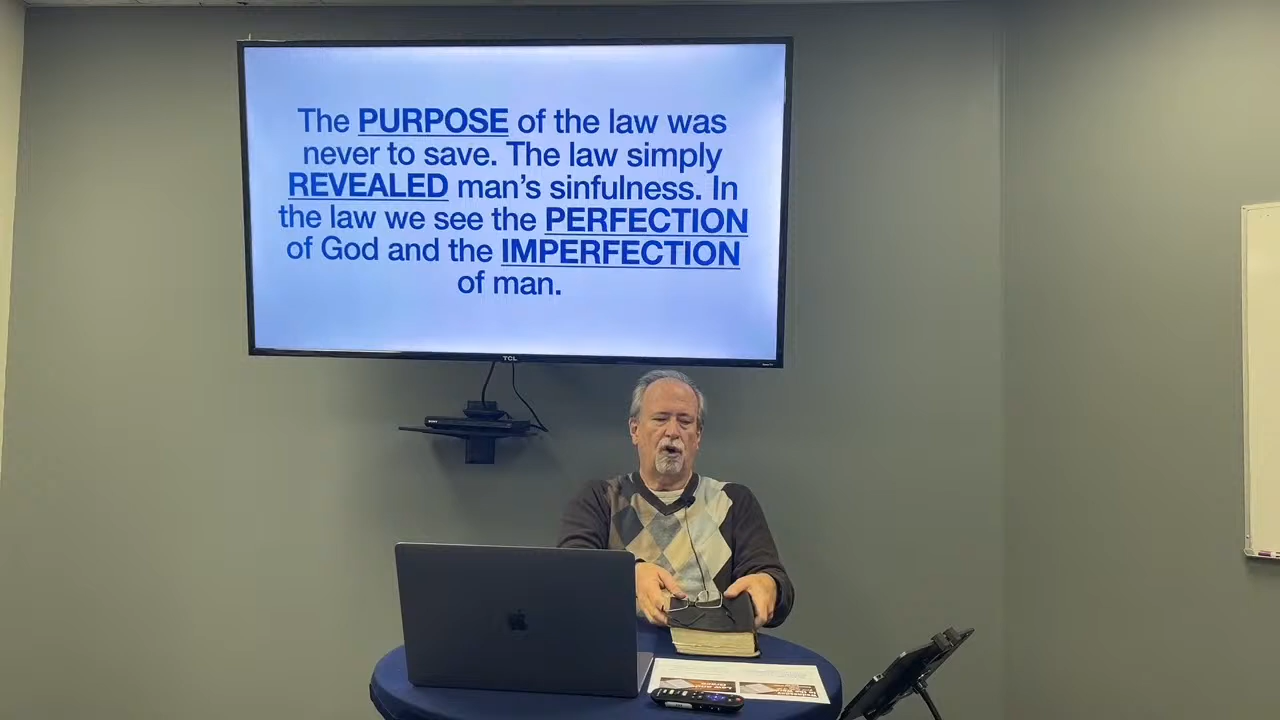 The PURPOSE of the law was
never to save. The law simply
REVEALED man's sinfulness. In
the law we see the PERFECTION
of God and the IMPERFECTION
of man.
TCL